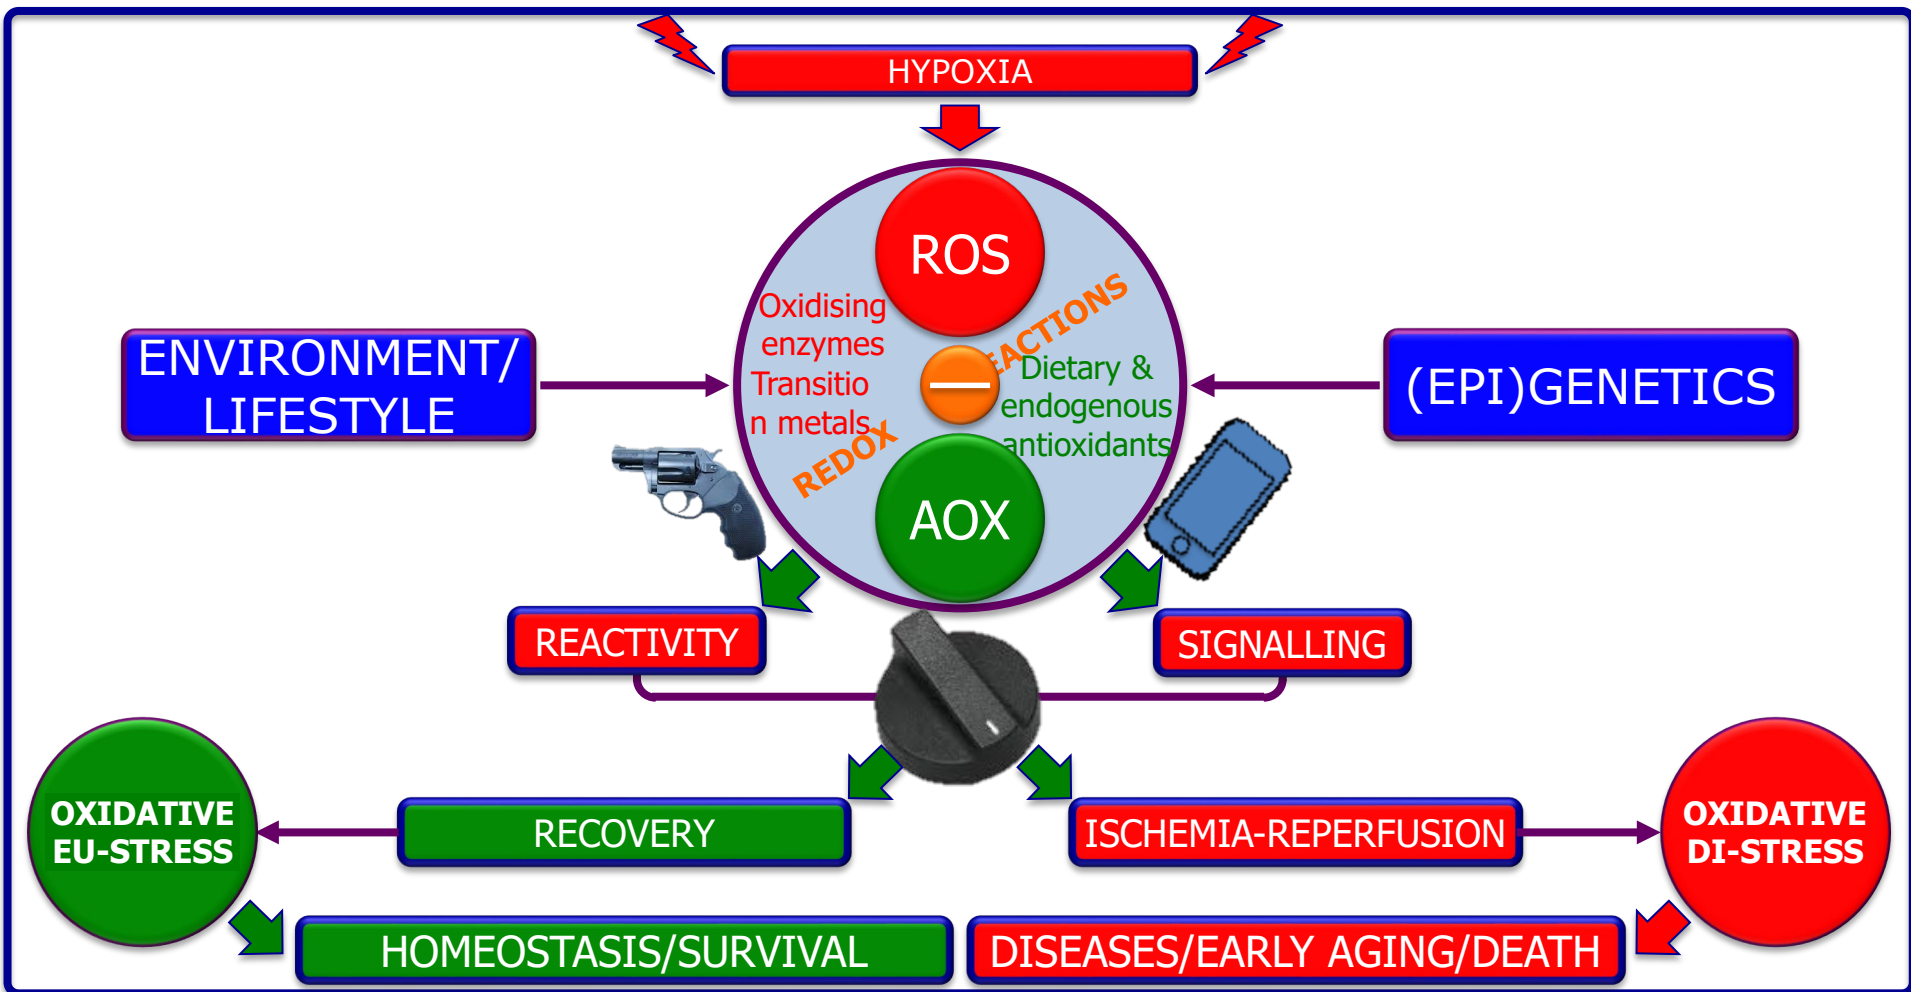 HYPOXIA
ROS
REACTIONS
Oxidising
enzymes
Transitio
n metals
Dietary &
endogenous
antioxidants
REDOX
AOX
ENVIRONMENT/
LIFESTYLE
(EPI)GENETICS
REACTIVITY
SIGNALLING
OXIDATIVE
EU-STRESS
RECOVERY
ISCHEMIA-REPERFUSION
OXIDATIVE
DI-STRESS
HOMEOSTASIS/SURVIVAL
DISEASES/EARLY AGING/DEATH